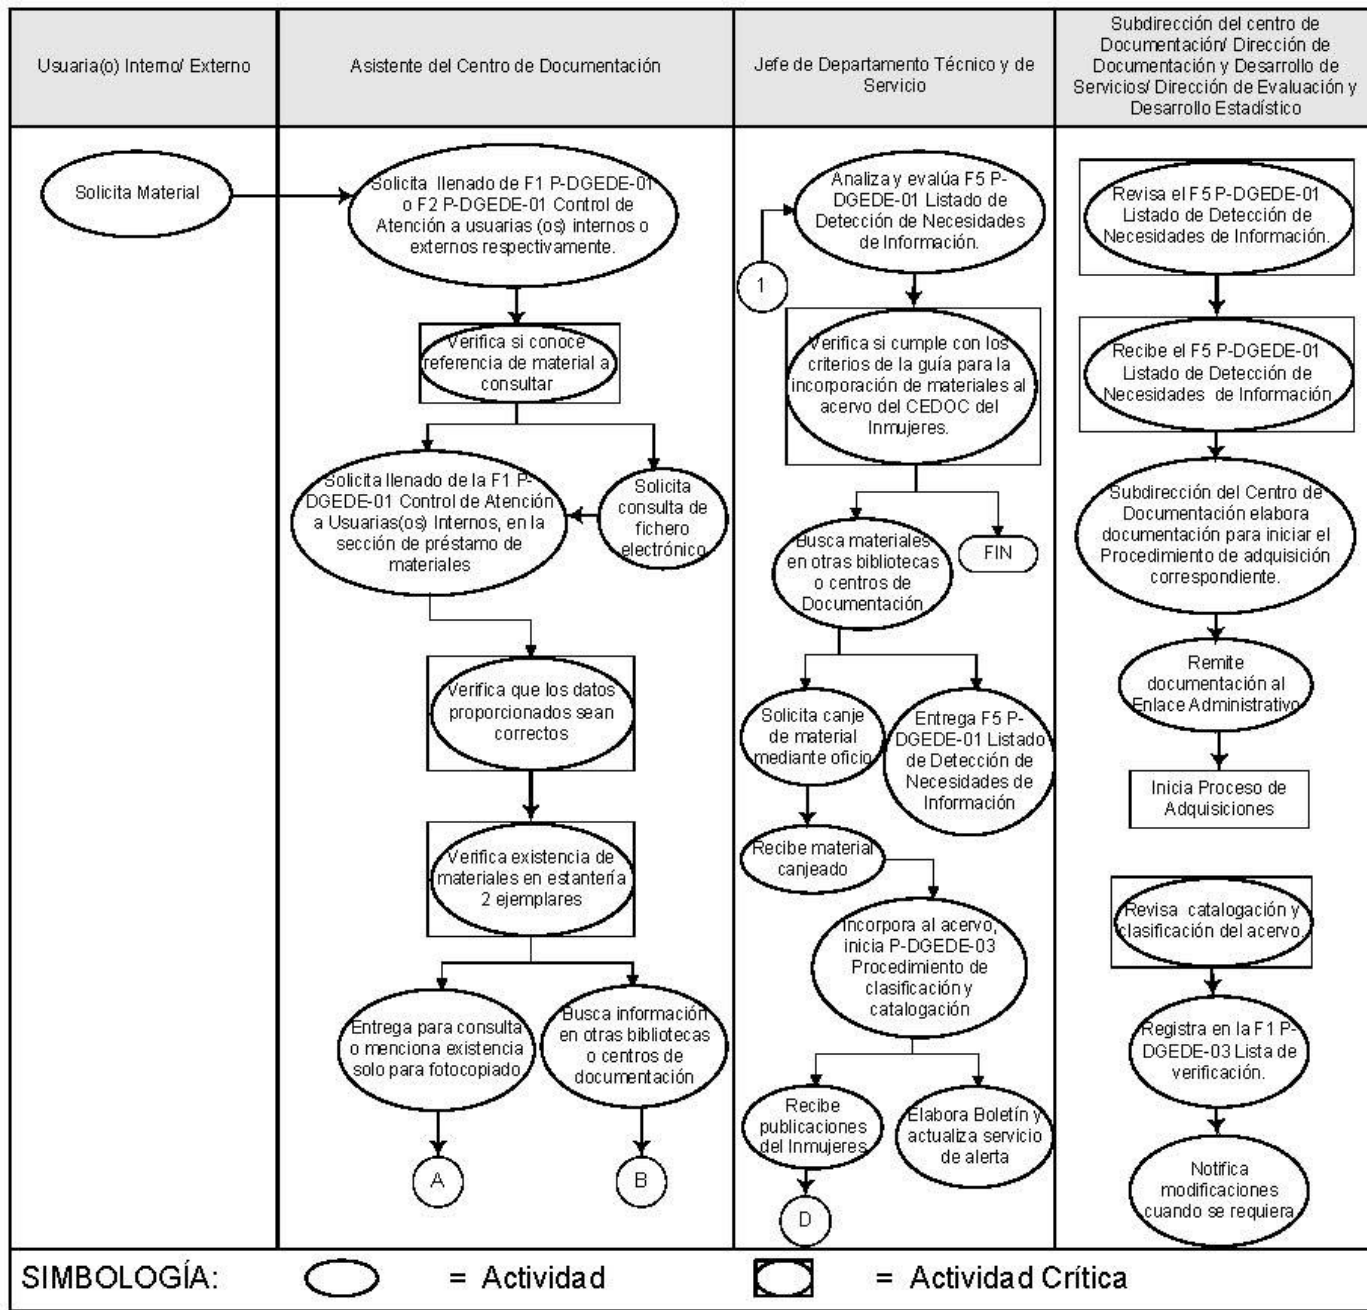 Usuaria(o) Interno/ Externo
Asistente del Centro de Documentación
Jefe de Departamento Técnico y de
Servicio
Subdirección del centro de
Documentación/ Dirección de
Documentación y Desarrollo de
Servicios/ Dirección de Evaluación y
Desarrollo Estadístico
Solicita Material
Solicita llenado de F1 P-DGEDE-01
o F2 P-DGEDE-01 Control de
Atención a usuarias (os) internos o
externos respectivamente.
Verifica si conoce
referencia de material a
consultar
Solicita llenado de la F1 P-
DGEDE-01 Control de Atención
a Usuarias(os) Internos, en la
sección de préstamo de
materiales
Solicita
consulta de
fichero
electrónico
Verifica que los datos
proporcionados sean
correctos
Verifica existencia de
materiales en estantería
2 ejemplares
Entrega para consulta
o menciona existencia
solo para fotocopiado
Busca información
en otras bibliotecas
o centros de
documentación
A
B
Analiza y evalúa F5 P-
DGEDE-01 Listado de
Detección de Necesidades
de Información.
1
Verifica si cumple con los
criterios de la guía para la
incorporación de materiales al
acervo del CEDOC del
Inmujeres.
Busca materiales
en otras bibliotecas
o centros de
Documentación
FIN
Solicita canje
de material
mediante oficio
Entrega F5 P-
DGEDE-01 Listado
de Detección de
Necesidades de
Información
Recibe material
canjeado
Incorpora al acervo,
inicia P-DGEDE-03
Procedimiento de
clasificación y
catalogación
Recibe
publicaciones
del Inmujeres
Elabora Boletín y
actualiza servicio
de alerta
D
Revisa el F5 P-DGEDE-01
Listado de Detección de
Necesidades de Información.
Recibe el F5 P-DGEDE-01
Listado de Detección de
Necesidades de Información
Subdirección del Centro de
Documentación elabora
documentación para iniciar el
Procedimiento de adquisición
correspondiente.
Remite
documentación al
Enlace Administrativo
Inicia Proceso de
Adquisiciones
Revisa catalogación y
clasificación del acervo.
Registra en la F1 P-
DGEDE-03 Lista de
verificación.
Notifica
modificaciones
cuando se requiera
SIMBOLOGÍA:
= Actividad
= Actividad Crítica